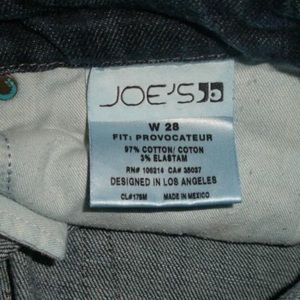 JOE'S
W 28
FIT: PROVOCATEUR
97% COTTON/ COTON
3% ELASTAM
RN# 106214 CA# 35037
DESIGNED IN LOS ANGELES
CL#176M MADE IN MEXICO